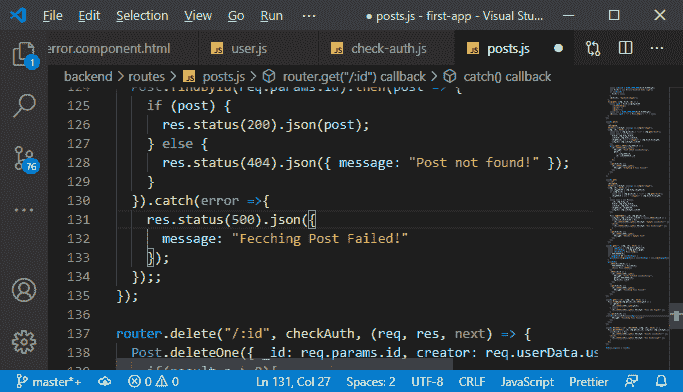 File Edit Selection View Go Run ... ● posts.js - first-app - Visual Stu...
error.component.html user.js check-auth.js posts.js
backend > routes > posts.js > router.get("/:id") callback > catch() callback
124 Post.findById(req.params.id).then(post => {
125 if (post) {
126 res.status(200).json(post);
127 } else {
128 res.status(404).json({ message: "Post not found!" });
129 }
130 }).catch(error =>{
131 res.status(500).json({
132 message: "Fecching Post Failed!"
133 });
134 });;
135 });
136
137 router.delete("/:id", checkAuth, (req, res, next) => {
138 Post.deleteOne({ _id: req.params.id, creator: req.userData.us
1
76
master*+ 0 0 Ln 131, Col 27 Spaces: 2 UTF-8 CRLF JavaScript Prettier